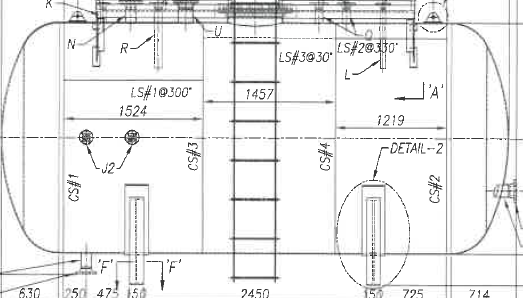 K
N
R
U
Q
L
LS#3@30°
LS#2@330°
LS#1@300°
'A'
1524
1457
1219
J2
CS#1
CS#3
CS#4
CS#2
DETAIL-2
'F'
'F'
630
250
475
150
2450
150
725
714